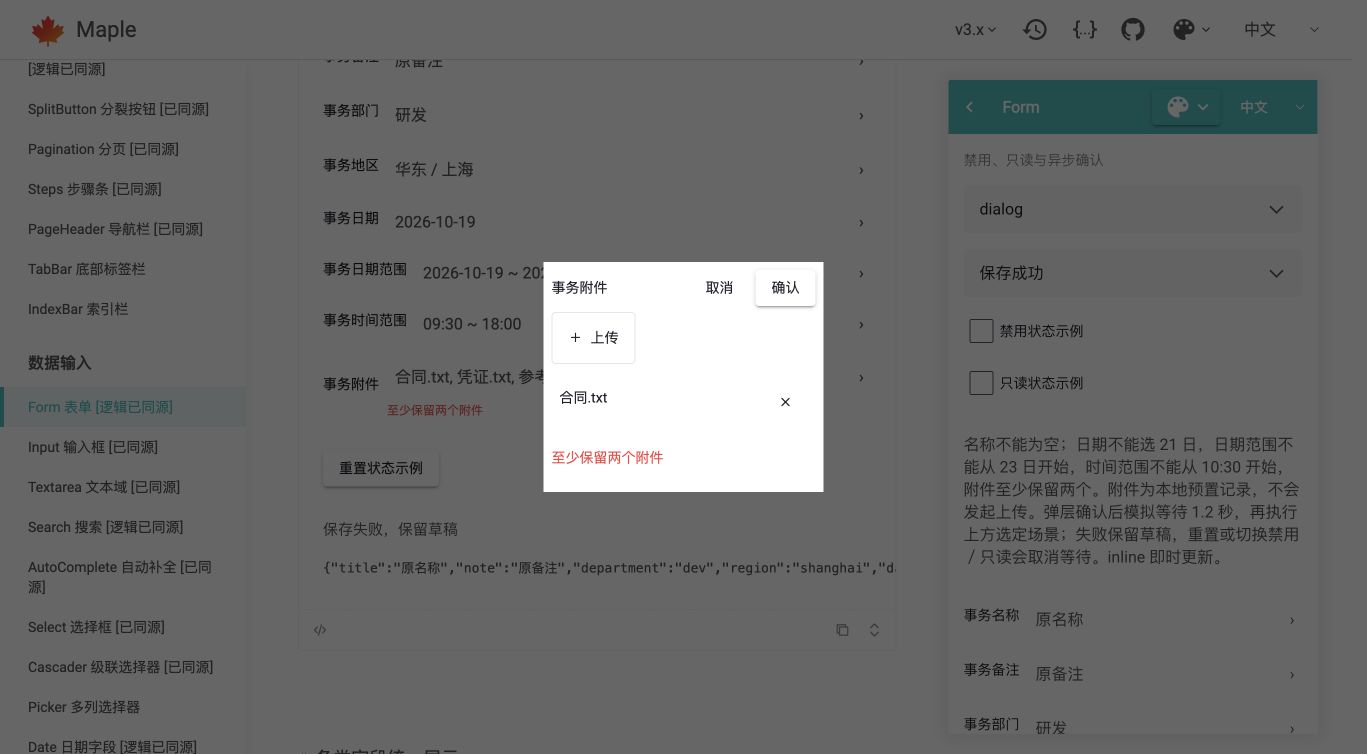 Maple
v3.x
{...}
中文
[逻辑已同源]
SplitButton 分裂按钮 [已同源]
Pagination 分页 [已同源]
Steps 步骤条 [已同源]
PageHeader 导航栏 [已同源]
TabBar 底部标签栏
IndexBar 索引栏
数据输入
Form 表单 [逻辑已同源]
Input 输入框 [已同源]
Textarea 文本域 [已同源]
Search 搜索 [逻辑已同源]
AutoComplete 自动补全 [已同
源]
Select 选择框 [已同源]
Cascader 级联选择器 [已同源]
Picker 多列选择器
Date 日期字段 [逻辑已同源]
事务备注 原备注
事务部门 研发
事务地区 华东 / 上海
事务日期 2026-10-19
事务日期范围 2026-10-19 ~ 202
事务时间范围 09:30 ~ 18:00
事务附件 合同.txt, 凭证.txt, 参考
至少保留两个附件
重置状态示例
保存失败，保留草稿
{"title":"原名称","note":"原备注","department":"dev","region":"shanghai","da
</>
事务附件
取消
确认
+ 上传
合同.txt
至少保留两个附件
Form
中文
禁用、只读与异步确认
dialog
保存成功
禁用状态示例
只读状态示例
名称不能为空；日期不能选 21 日，日期范围不
能从 23 日开始，时间范围不能从 10:30 开始，
附件至少保留两个。附件为本地预置记录，不会
发起上传。弹层确认后模拟等待 1.2 秒，再执行
上方选定场景；失败保留草稿，重置或切换禁用
/ 只读会取消等待。inline 即时更新。
事务名称 原名称
事务备注 原备注
事务部门 研发